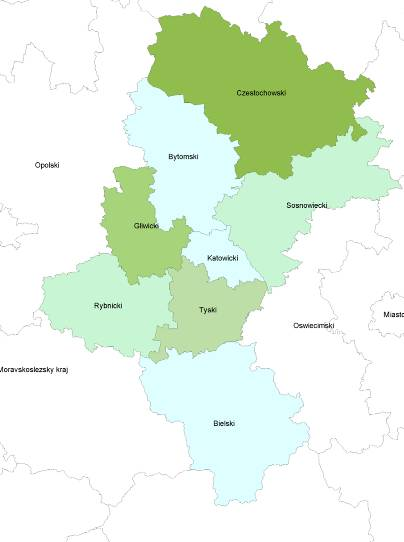 Czestochowski
Bytomski
Opolski
Sosnowiecki
Gliwicki
Katowicki
Rybnicki
Tyski
Miasto
Oswiecimski
Moravskoslezsky kraj
Bielski